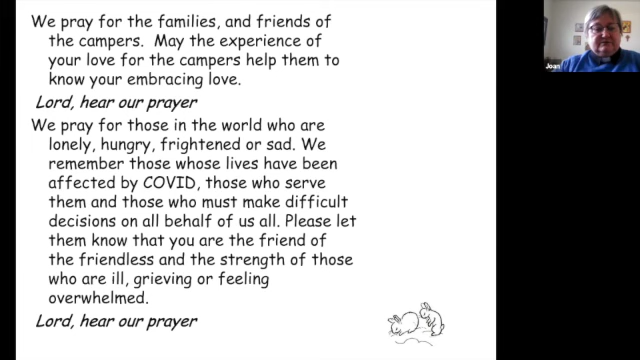 We pray for the families, and friends of
the campers.  May the experience of
your love for the campers help them to
know your embracing love.
Lord, hear our prayer
We pray for those in the world who are
lonely, hungry, frightened or sad. We
remember those whose lives have been
affected by COVID, those who serve
them and those who must make difficult
decisions on all behalf of us all. Please let
them know that you are the friend of
the friendless and the strength of those
who are ill, grieving or feeling
overwhelmed.
Lord, hear our prayer
Joan